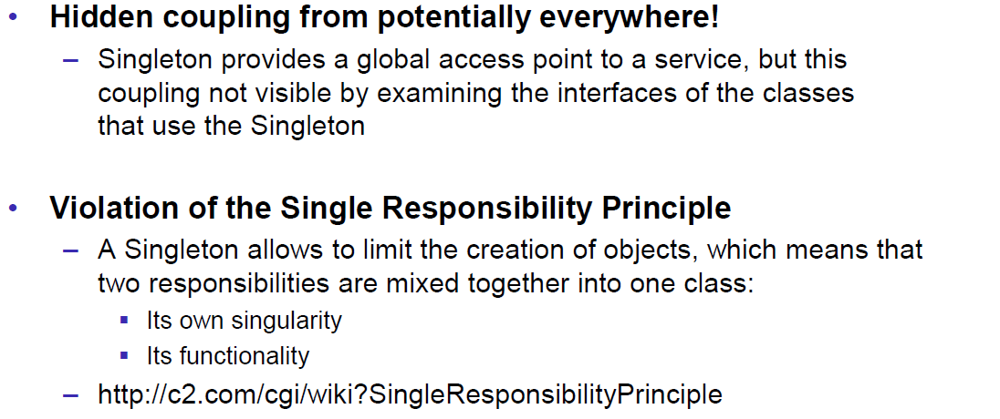 • Hidden coupling from potentially everywhere!
– Singleton provides a global access point to a service, but this
coupling not visible by examining the interfaces of the classes
that use the Singleton
• Violation of the Single Responsibility Principle
– A Singleton allows to limit the creation of objects, which means that
two responsibilities are mixed together into one class:
▪ Its own singularity
▪ Its functionality
– http://c2.com/cgi/wiki?SingleResponsibilityPrinciple